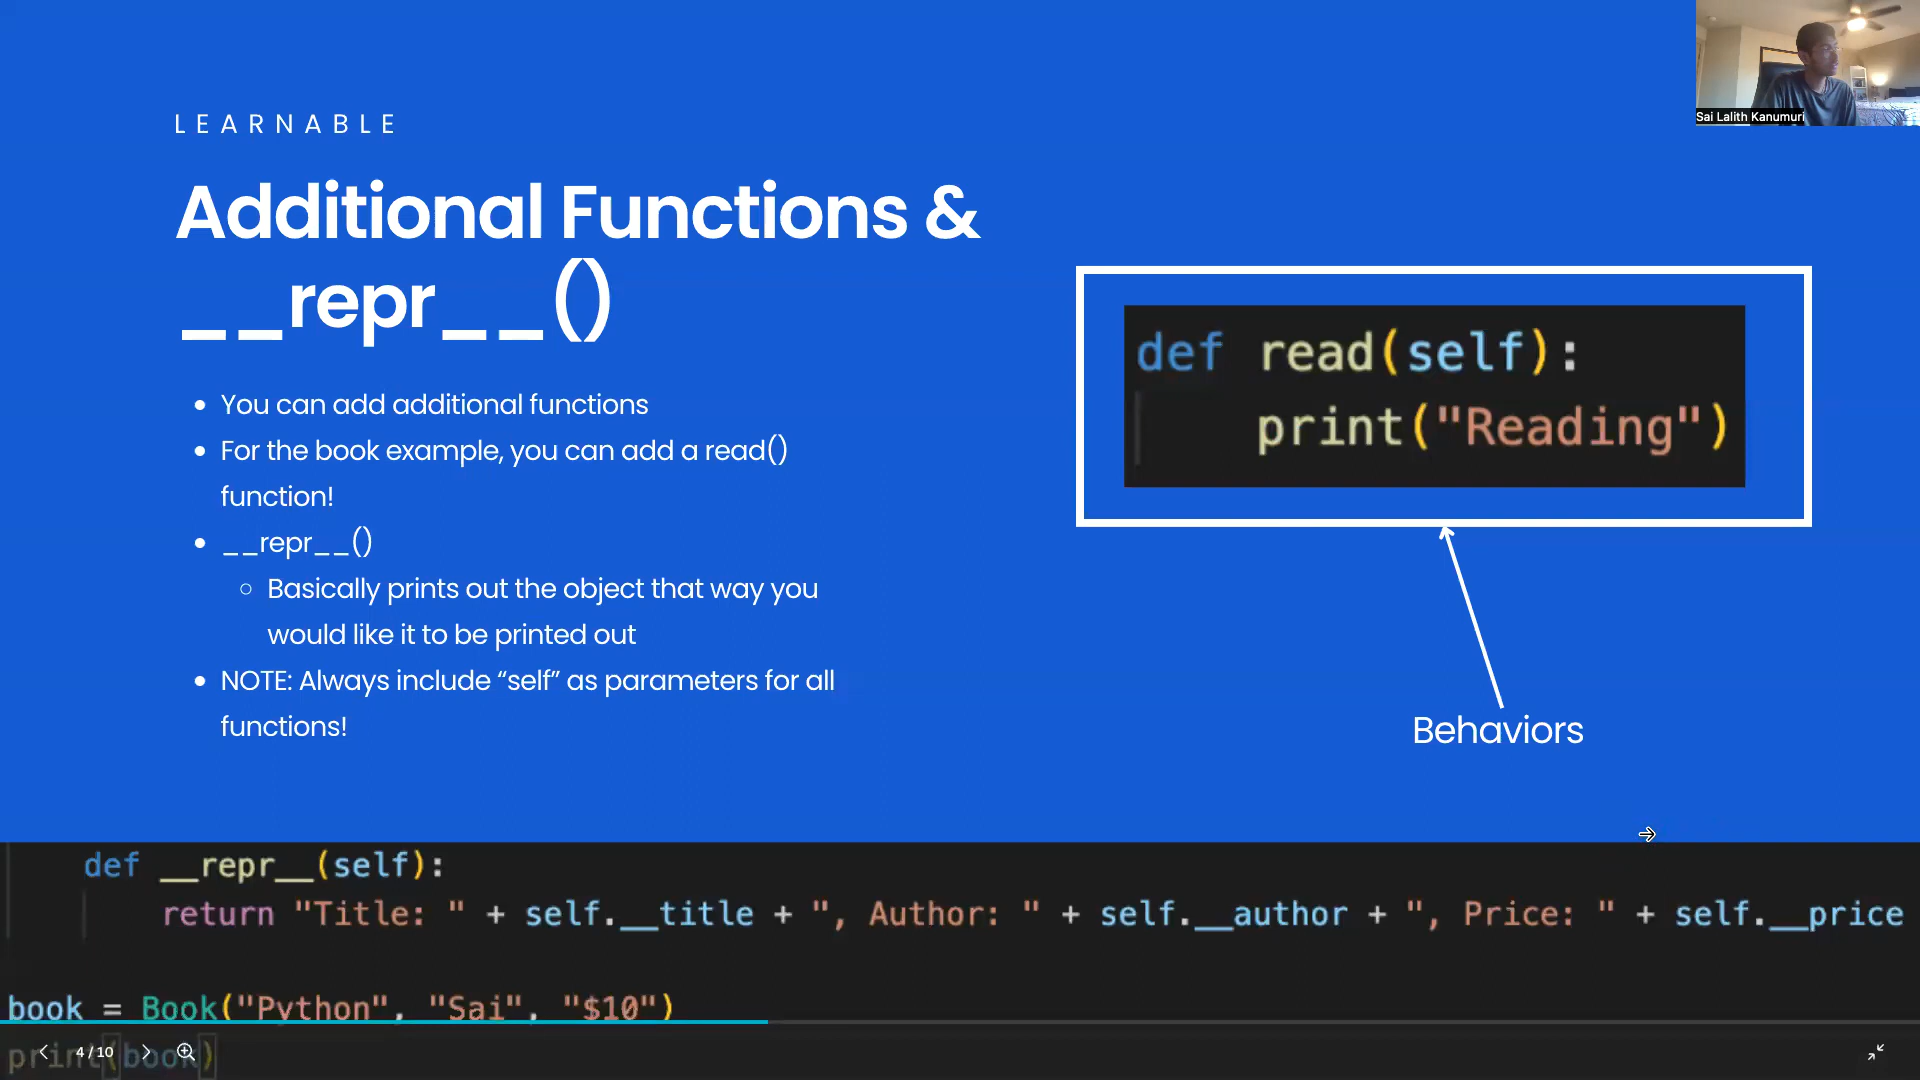 LEARNABLE
Additional Functions &
__repr__()
You can add additional functions
For the book example, you can add a read()
function!
__repr__()
Basically prints out the object that way you
would like it to be printed out
NOTE: Always include “self” as parameters for all
functions!
Sai Lalith Kanumuri
def read(self):
print("Reading")
Behaviors
def __repr__(self):
return "Title: " + self.__title + ", Author: " + self.__author + ", Price: " + self.__price
book = Book("Python", "Sai", "$10")
print(book)
4 / 10